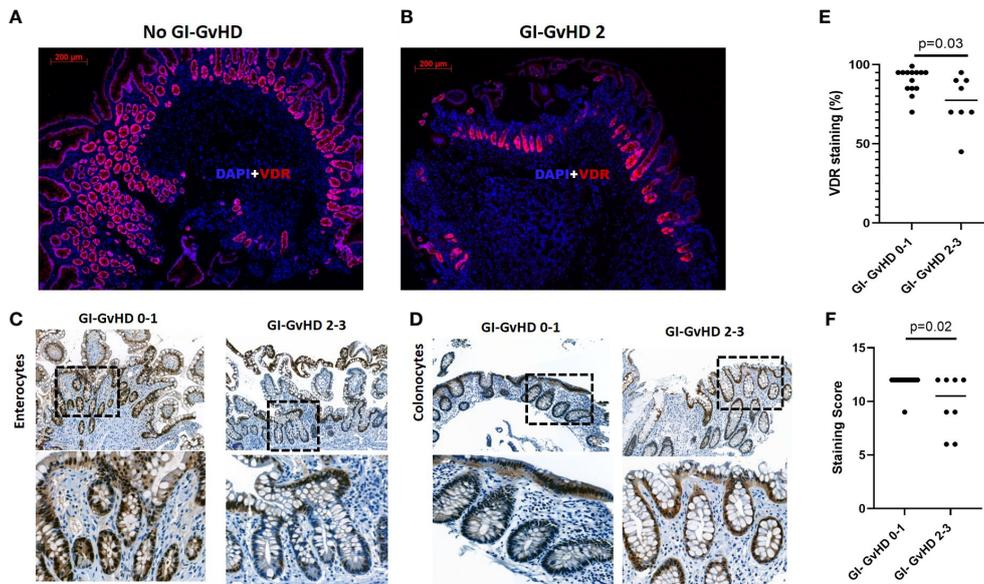 A
No GI-GvHD
200 µm
DAPI+VDR
B
GI-GvHD 2
200 µm
DAPI+VDR
E
p=0.03
100
50
0
VDR staining (%)
GI- GvHD 0-1
GI- GvHD 2-3
C
GI-GvHD 0-1
GI-GvHD 2-3
Enterocytes
D
GI-GvHD 0-1
GI-GvHD 2-3
Colonocytes
F
p=0.02
15
10
5
0
Staining Score
GI- GvHD 0-1
GI- GvHD 2-3